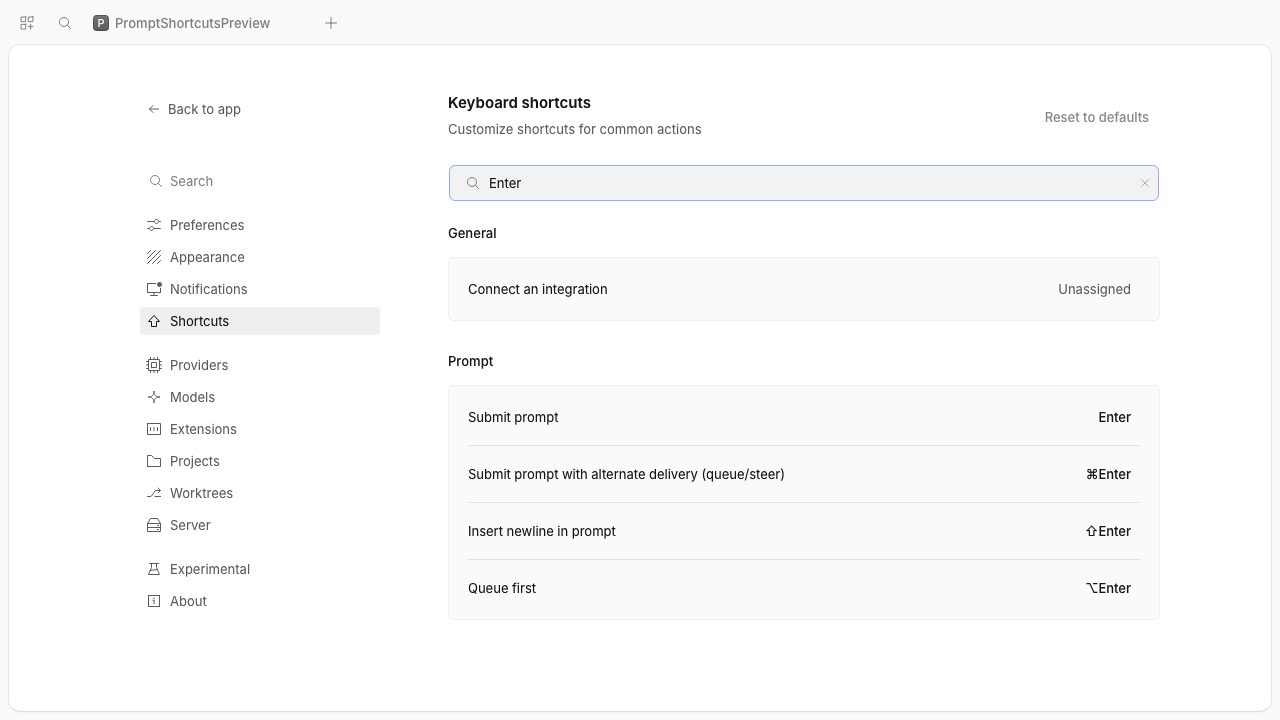 P PromptShortcutsPreview
Back to app
Search
Preferences
Appearance
Notifications
Shortcuts
Providers
Models
Extensions
Projects
Worktrees
Server
Experimental
About
Keyboard shortcuts
Customize shortcuts for common actions
Reset to defaults
Enter
General
Connect an integration Unassigned
Prompt
Submit prompt Enter
Submit prompt with alternate delivery (queue/steer) ⌘Enter
Insert newline in prompt ⇧Enter
Queue first ⌥Enter